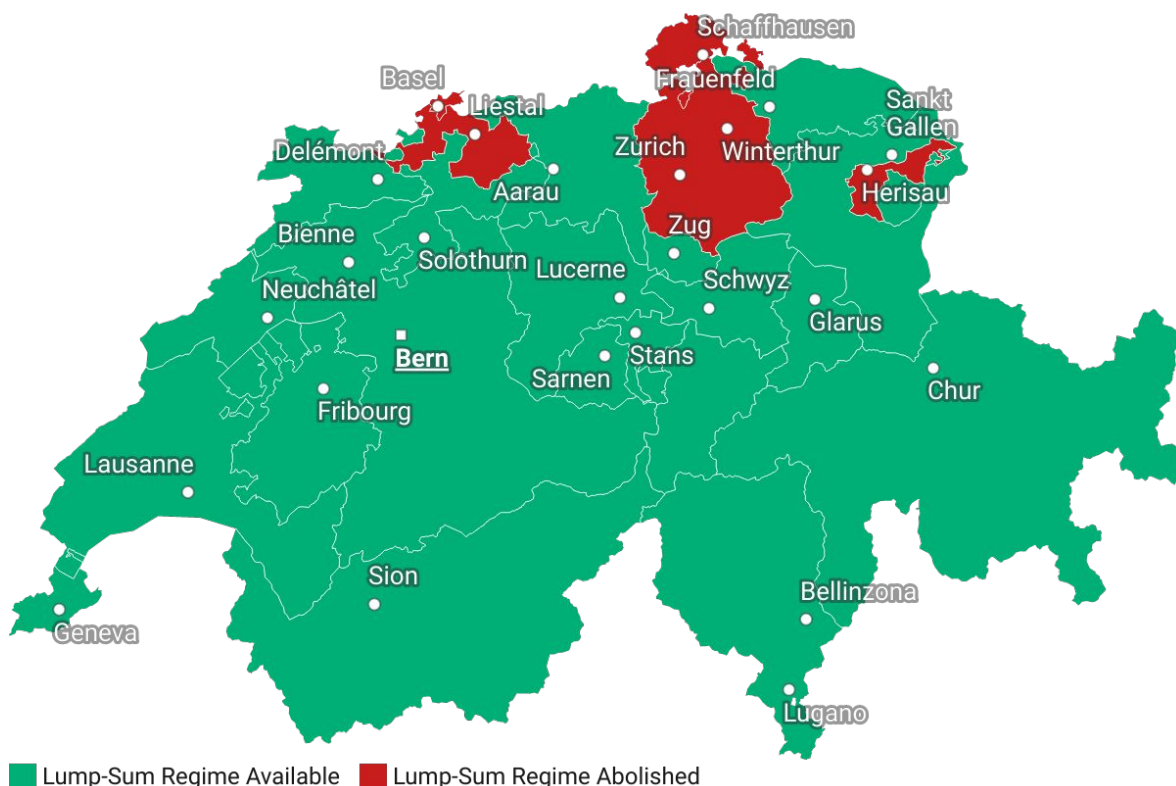 Schaffhausen
Basel
Frauenfeld
Liestal
Sankt
Gallen
Delémont
Zürich
Winterthur
Aarau
Herisau
Bienne
Zug
Solothurn
Lucerne
Schwyz
Neuchâtel
Glarus
Bern
Stans
Sarnen
Chur
Fribourg
Lausanne
Sion
Bellinzona
Geneva
Lugano
Lump-Sum Regime Available
Lump-Sum Regime Abolished